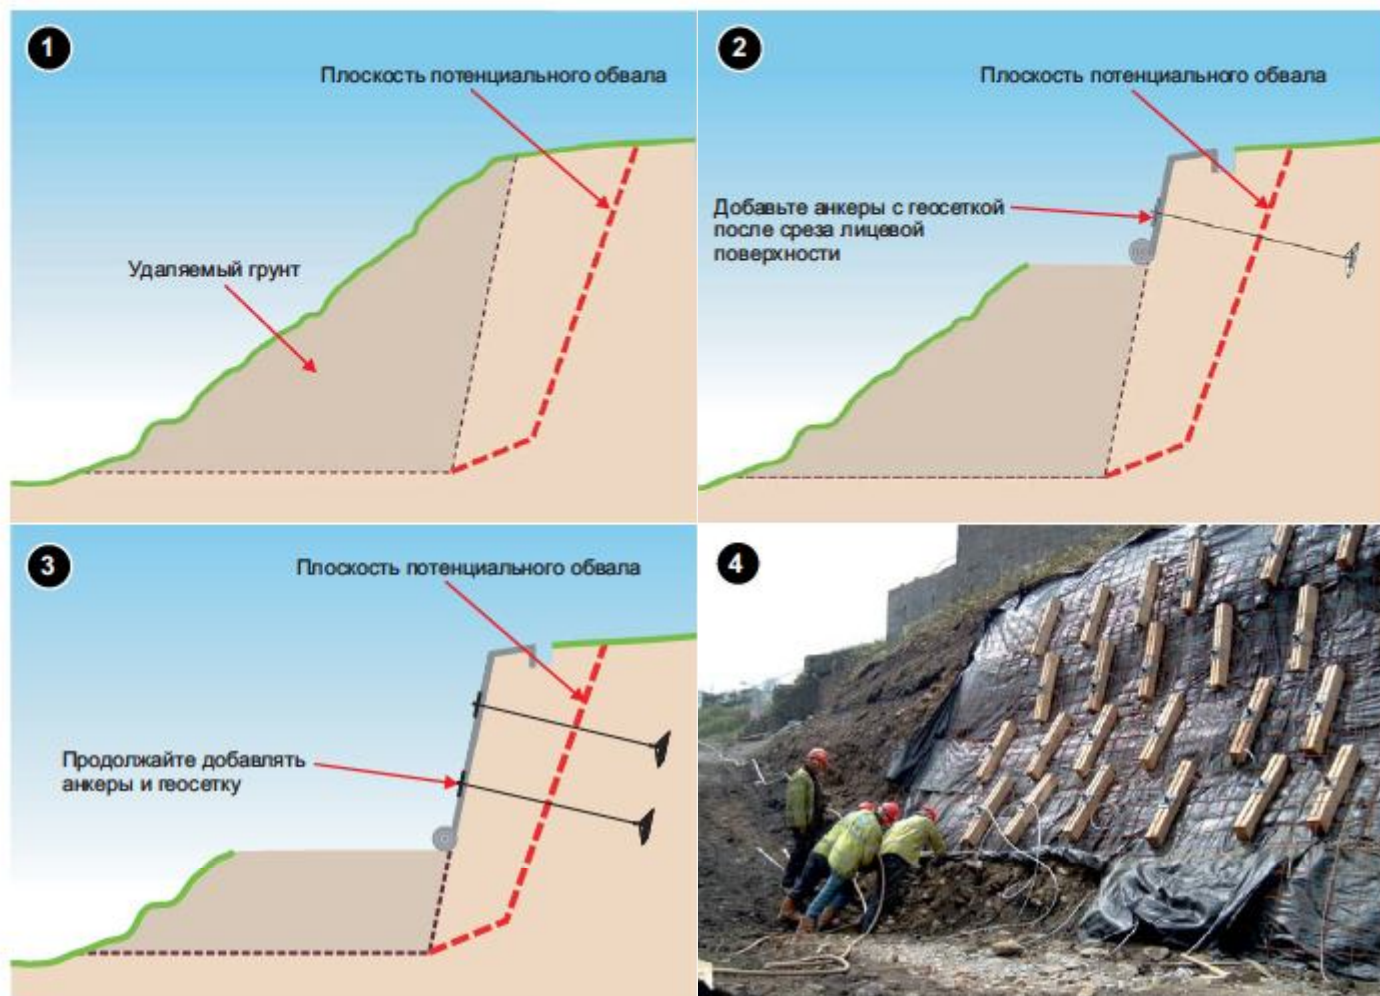 1
Плоскость потенциального обвала
Удаляемый грунт
2
Плоскость потенциального обвала
Добавьте анкеры с геосеткой
после среза лицевой
поверхности
3
Плоскость потенциального обвала
Продолжайте добавлять
анкеры и геосетку
4